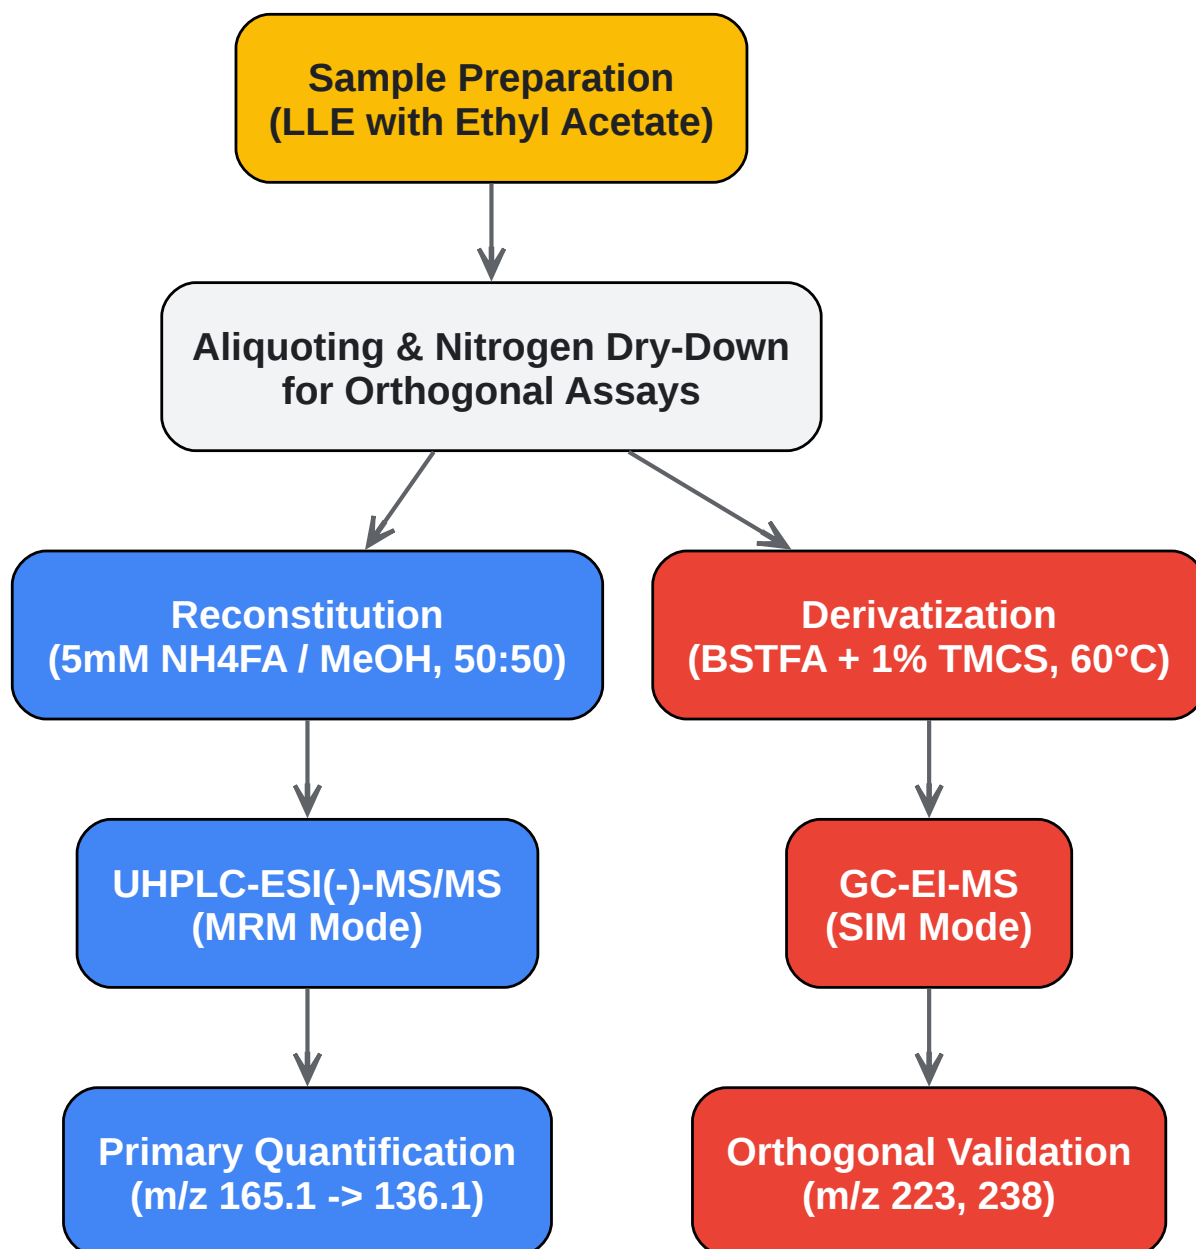 Sample Preparation
(LLE with Ethyl Acetate)
Aliquoting & Nitrogen Dry-Down
for Orthogonal Assays
Reconstitution
(5mM NH4FA / MeOH, 50:50)
Derivatization
(BSTFA + 1% TMCS, 60°C)
UHPLC-ESI(-)-MS/MS
(MRM Mode)
GC-EI-MS
(SIM Mode)
Primary Quantification
(m/z 165.1 -> 136.1)
Orthogonal Validation
(m/z 223, 238)